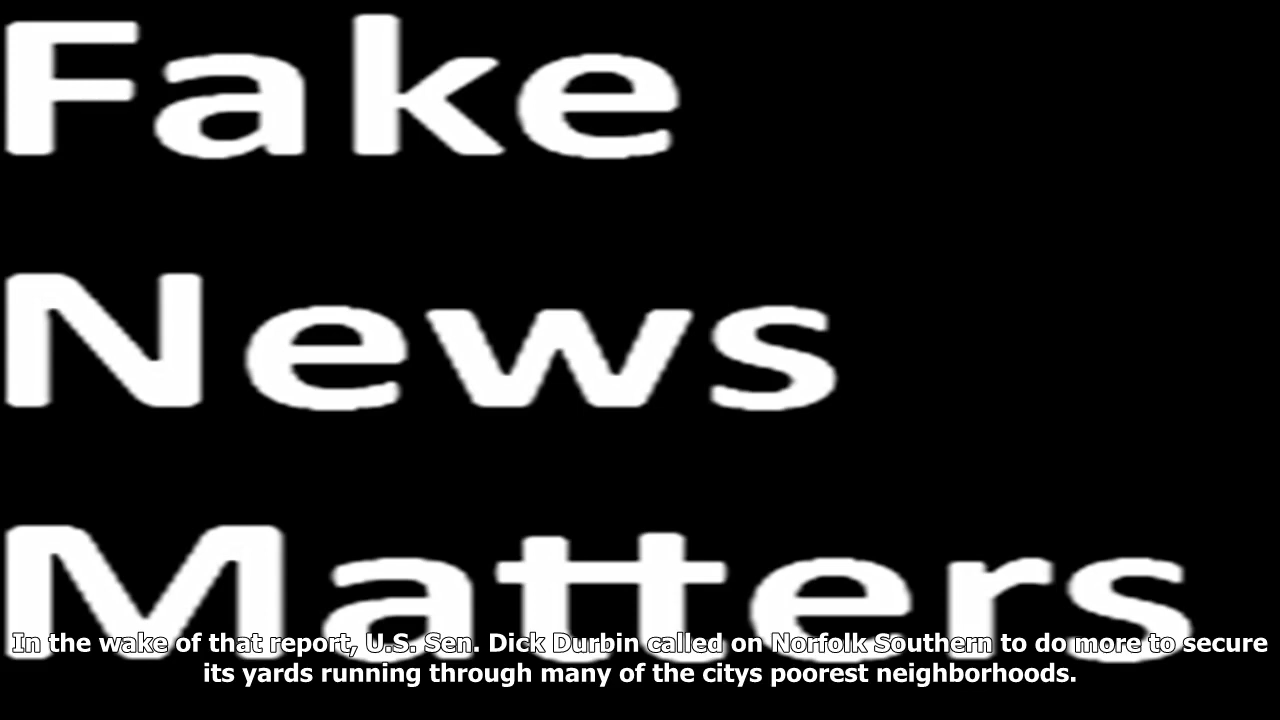 Fake
News
Matters
In the wake of that report, U.S. Sen. Dick Durbin called on Norfolk Southern to do more to secure
its yards running through many of the citys poorest neighborhoods.